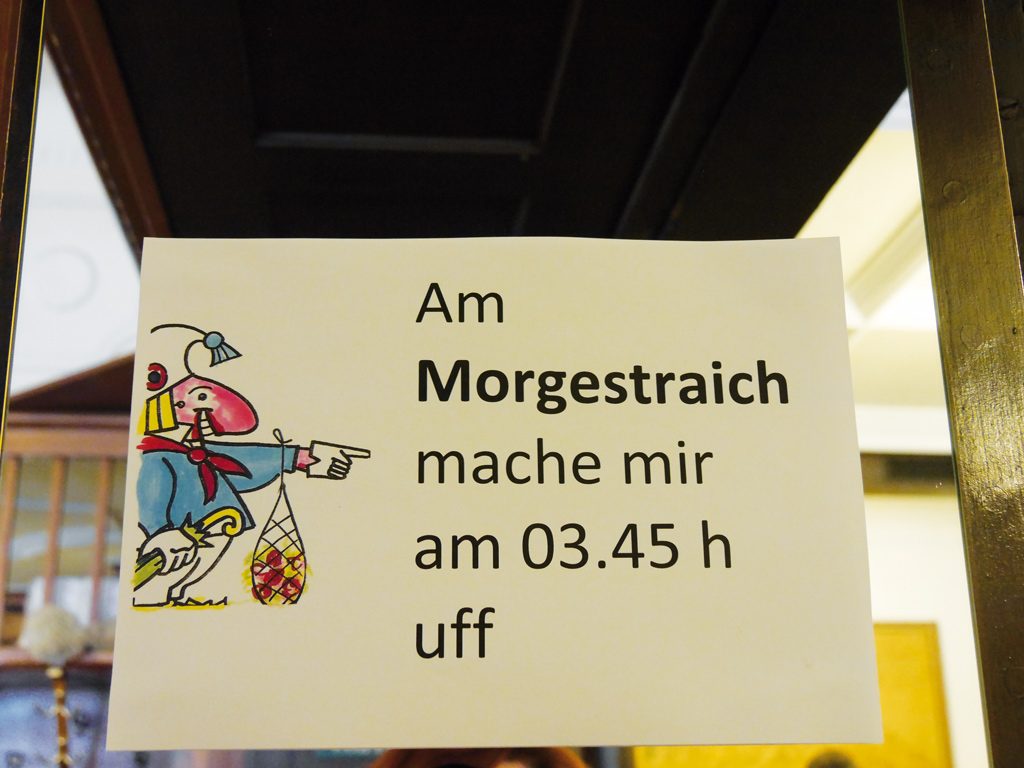 Am
Morgestraich
mache mir
am 03.45 h
uff